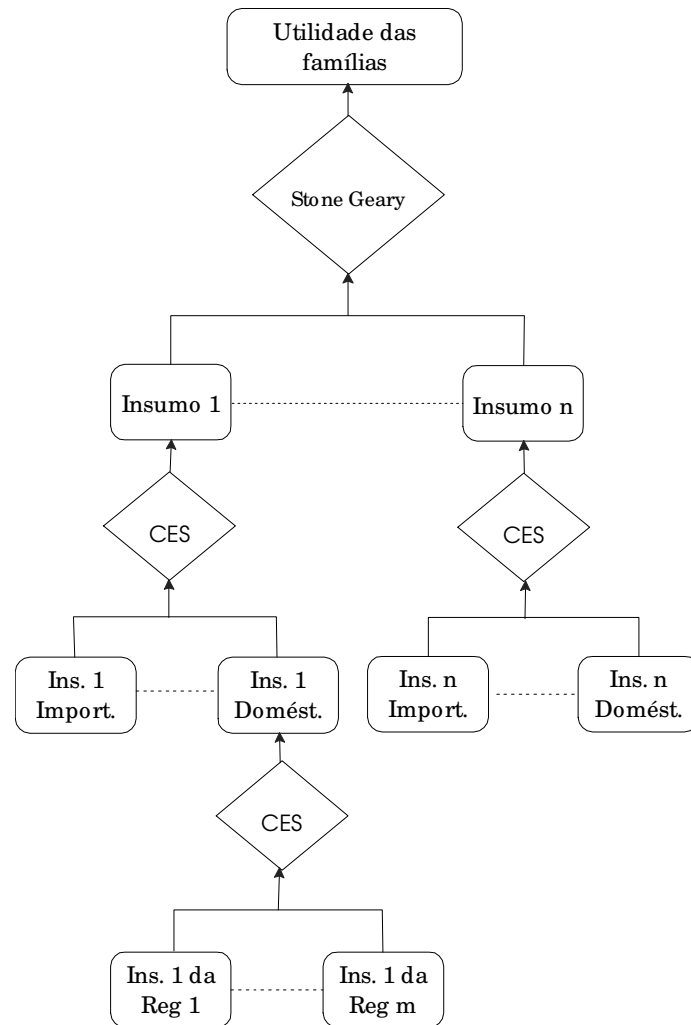 Utilidade das
famílias
Stone Geary
Insumo 1
Insumo n
CES
CES
Ins. 1
Import.
Ins. 1
Domést.
Ins. n
Import.
Ins. n
Domést.
CES
Ins. 1 da
Reg 1
Ins. 1 da
Reg m